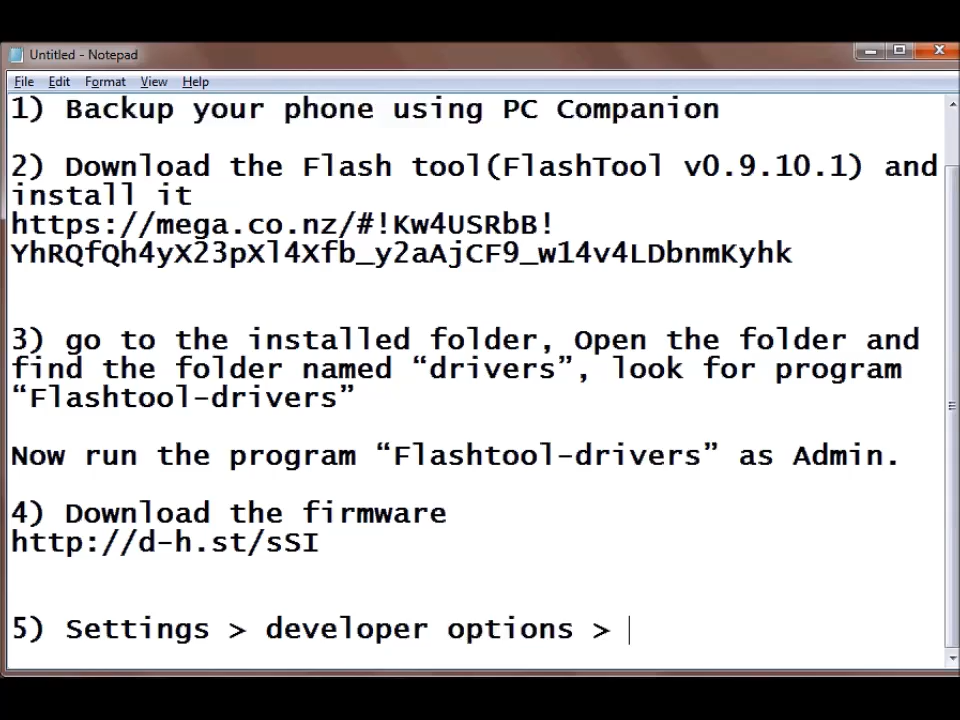 Untitled - Notepad
File Edit Format View Help
1) Backup your phone using PC Companion
2) Download the Flash tool(FlashTool v0.9.10.1) and
install it
https://mega.co.nz/#!Kw4USRbB!
YhRQfQh4yX23pXl4Xfb_y2aAjCF9_w14v4LDbnmKyhk
3) go to the installed folder, Open the folder and
find the folder named “drivers”, look for program
“Flashtool-drivers”
Now run the program “Flashtool-drivers” as Admin.
4) Download the firmware
http://d-h.st/sSI
5) Settings > developer options >